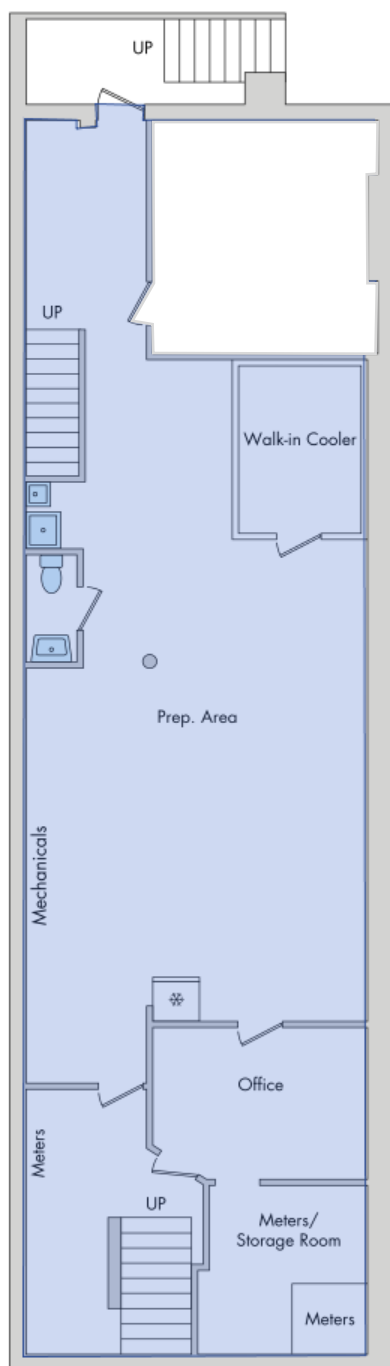 UP
UP
Walk-in Cooler
Prep. Area
Mechanicals
Office
Meters
UP
Meters/
Storage Room
Meters